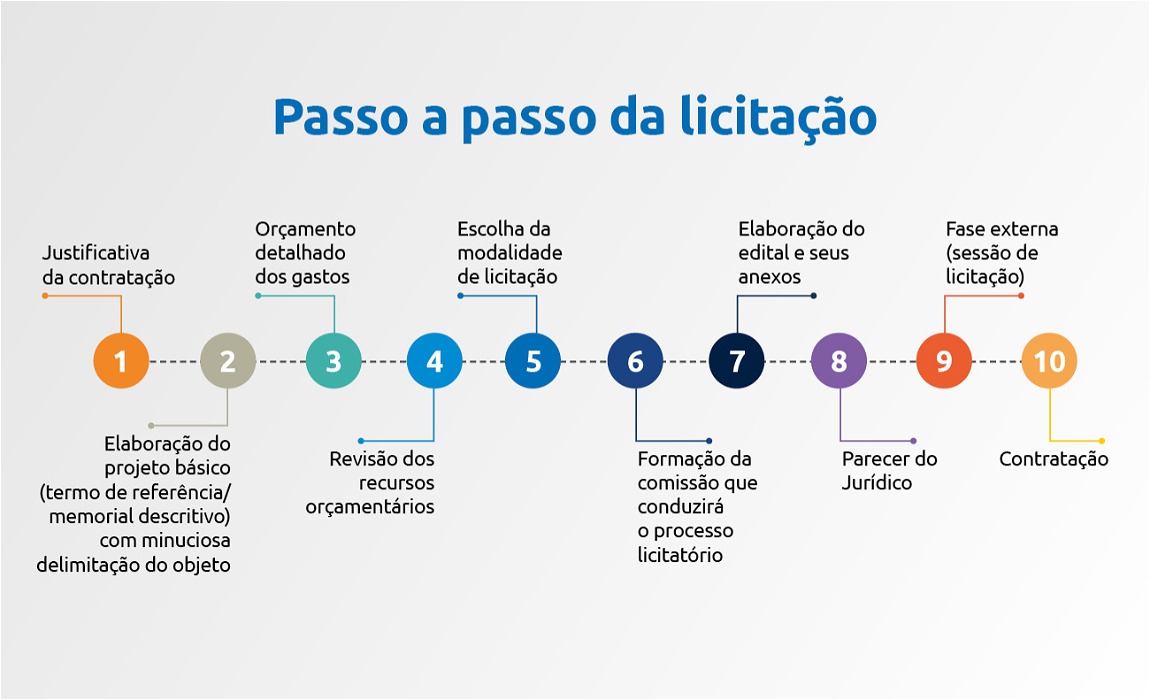 Passo a passo da licitação
Justificativa
da contratação
1
Elaboração do
projeto básico
(termo de referência/
memorial descritivo)
com minuciosa
delimitação do objeto
2
Orçamento
detalhado
dos gastos
3
Revisão dos
recursos
orçamentários
4
Escolha da
modalidade
de licitação
5
Formação da
comissão que
conduzirá
o processo
licitatório
6
Elaboração do
edital e seus
anexos
7
Parecer do
Jurídico
8
Fase externa
(sessão de
licitação)
9
Contratação
10